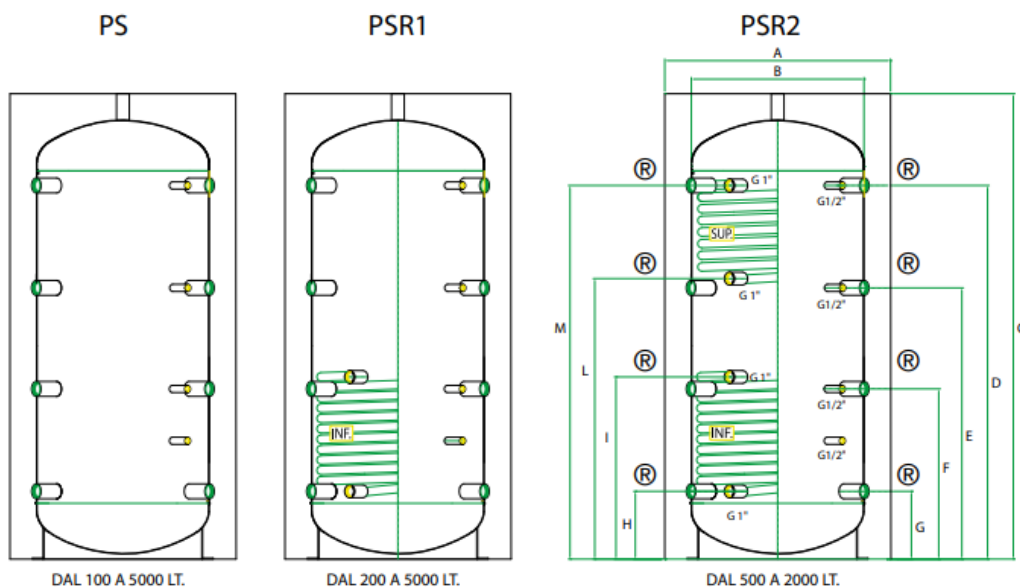 PS
PSR1
PSR2
A
B
® ®
G 1"
G1/2"
SUP.
® ®
G 1"
G1/2"
M
C
D
L
® ®
G 1"
G1/2"
E
I
INF.
INF.
G1/2"
F
® ®
H
G 1"
G
DAL 100 A 5000 LT.
DAL 200 A 5000 LT.
DAL 500 A 2000 LT.